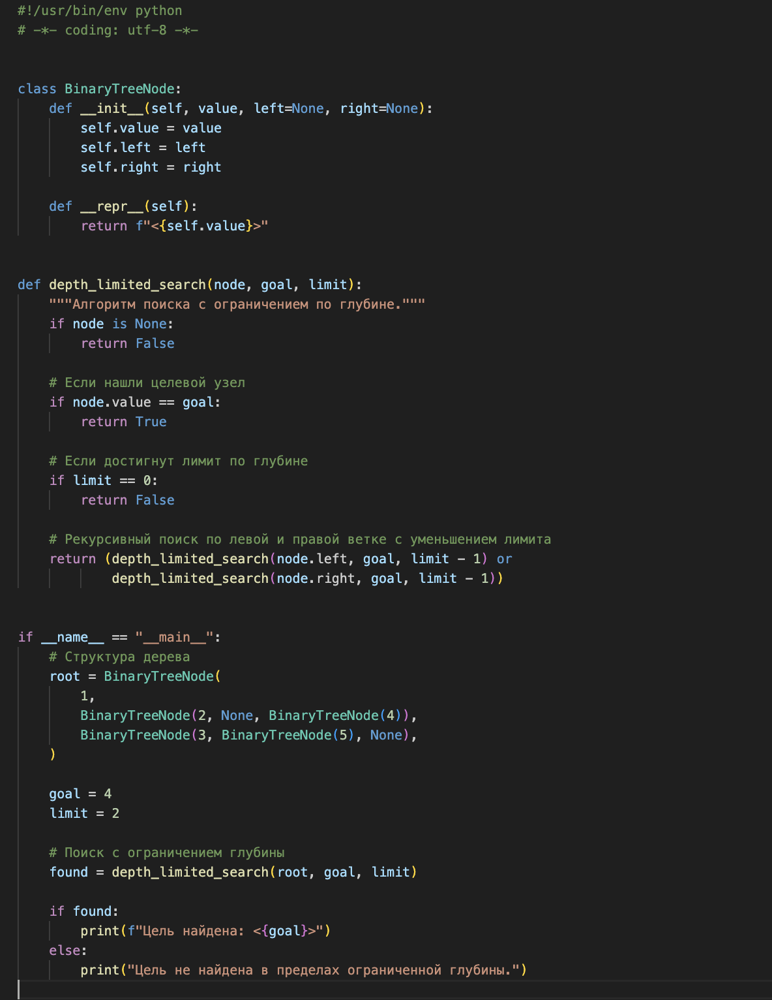 #!/usr/bin/env python
# -*- coding: utf-8 -*-
class BinaryTreeNode:
    def __init__(self, value, left=None, right=None):
        self.value = value
        self.left = left
        self.right = right
    def __repr__(self):
        return f"<{self.value}>"
def depth_limited_search(node, goal, limit):
    """Алгоритм поиска с ограничением по глубине."""
    if node is None:
        return False
    # Если нашли целевой узел
    if node.value == goal:
        return True
    # Если достигнут лимит по глубине
    if limit == 0:
        return False
    # Рекурсивный поиск по левой и правой ветке с уменьшением лимита
    return (depth_limited_search(node.left, goal, limit - 1) or
            depth_limited_search(node.right, goal, limit - 1))
if __name__ == "__main__":
    # Структура дерева
    root = BinaryTreeNode(
        1,
        BinaryTreeNode(2, None, BinaryTreeNode(4)),
        BinaryTreeNode(3, BinaryTreeNode(5), None),
    )
    goal = 4
    limit = 2
    # Поиск с ограничением глубины
    found = depth_limited_search(root, goal, limit)
    if found:
        print(f"Цель найдена: <{goal}>")
    else:
        print("Цель не найдена в пределах ограниченной глубины.")